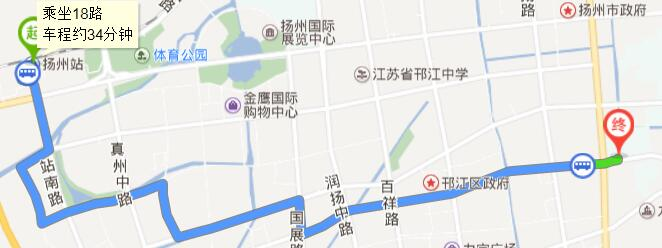 乘坐18路
车程约34分钟
起
扬州站
体育公园
扬州国际
展览中心
扬州市政府
江苏省邗江中学
金鹰国际
购物中心
终
站南路
真州中路
国展路
润扬中路
百祥路
邗江区政府